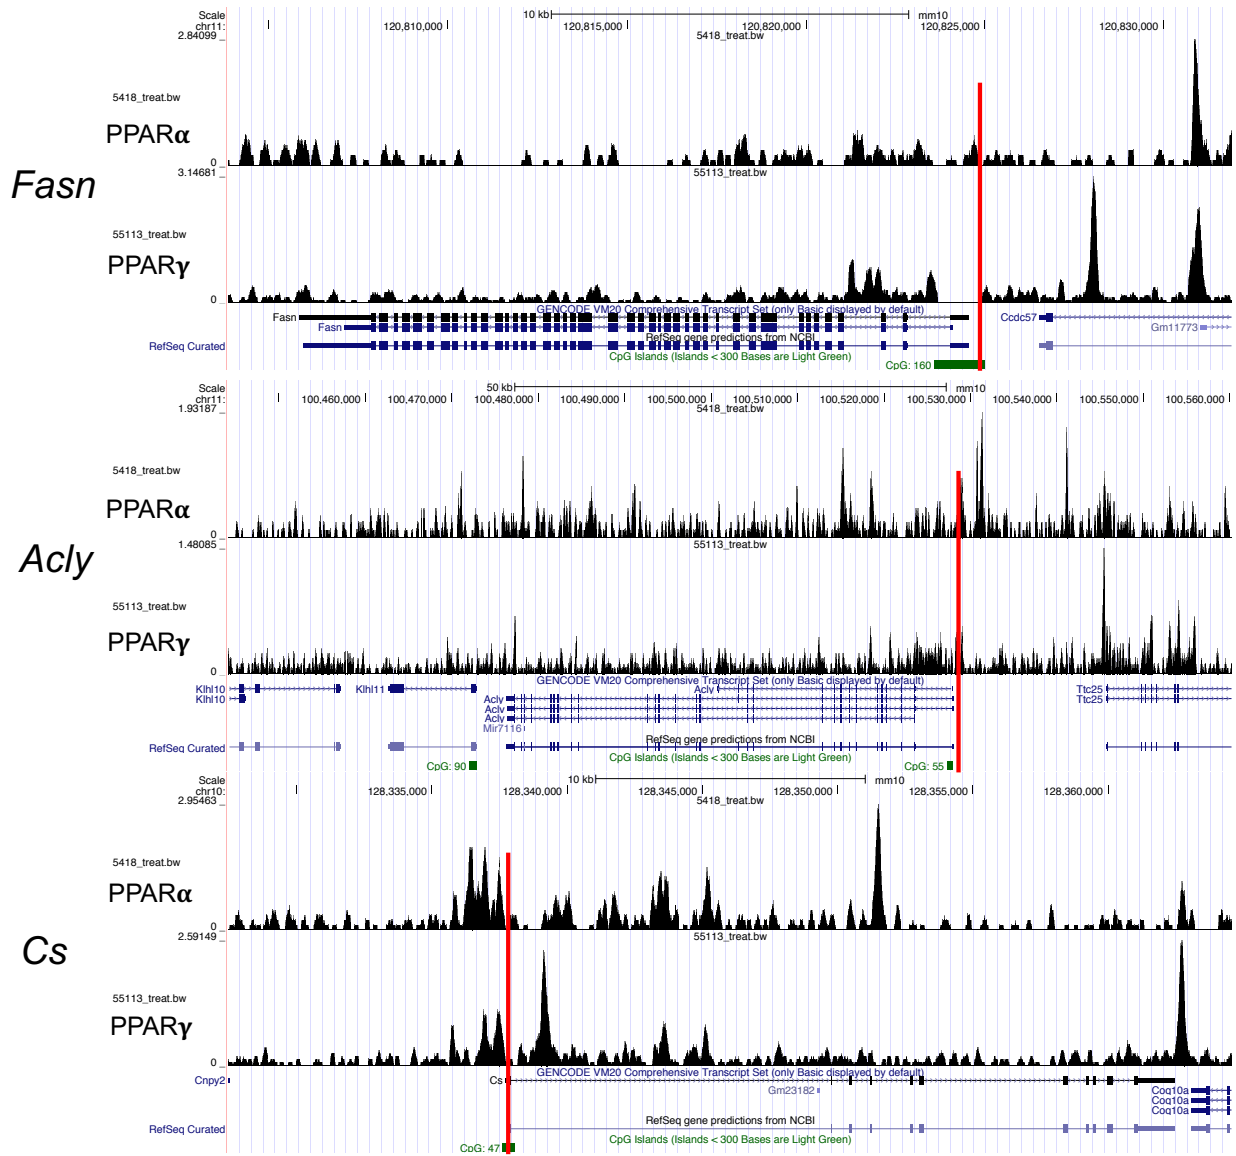 Scale 10 kb mm10
chr11: 120,810,000 120,815,000 120,820,000 120,825,000 120,830,000
2.84099 _ 5418_treat.bw
5418_treat.bw
PPARα
0 _
Fasn
3.14681 _ 55113_treat.bw
55113_treat.bw
PPARγ
0 _
GENCODE VM20 Comprehensive Transcript Set (only Basic displayed by default)
Fasn Ccdc57
Fasn Gm11773
RefSeq gene predictions from NCBI
RefSeq Curated
CpG Islands (Islands < 300 Bases are Light Green)
CpG: 160
Scale 50 kb mm10
chr11: 100,460,000 100,470,000 100,480,000 100,490,000 100,500,000 100,510,000 100,520,000 100,530,000 100,540,000 100,550,000 100,560,000
1.93187 _ 5418_treat.bw
5418_treat.bw
PPARα
0 _
Acly
1.48085 _ 55113_treat.bw
55113_treat.bw
PPARγ
0 _
GENCODE VM20 Comprehensive Transcript Set (only Basic displayed by default)
Klhl10 Klhl11 Acly Ttc25
Klhl10 Acly Ttc25
Acly
Acly
Mir7116
RefSeq gene predictions from NCBI
RefSeq Curated
CpG Islands (Islands < 300 Bases are Light Green)
CpG: 90 CpG: 55
Scale 10 kb mm10
chr10: 128,335,000 128,340,000 128,345,000 128,350,000 128,355,000 128,360,000
2.95463 _ 5418_treat.bw
5418_treat.bw
PPARα
0 _
Cs
2.59149 _ 55113_treat.bw
55113_treat.bw
PPARγ
0 _
GENCODE VM20 Comprehensive Transcript Set (only Basic displayed by default)
Cnpy2 Cs
Gm23182 Coq10a
Coq10a
Coq10a
RefSeq gene predictions from NCBI
RefSeq Curated
CpG Islands (Islands < 300 Bases are Light Green)
CpG: 47